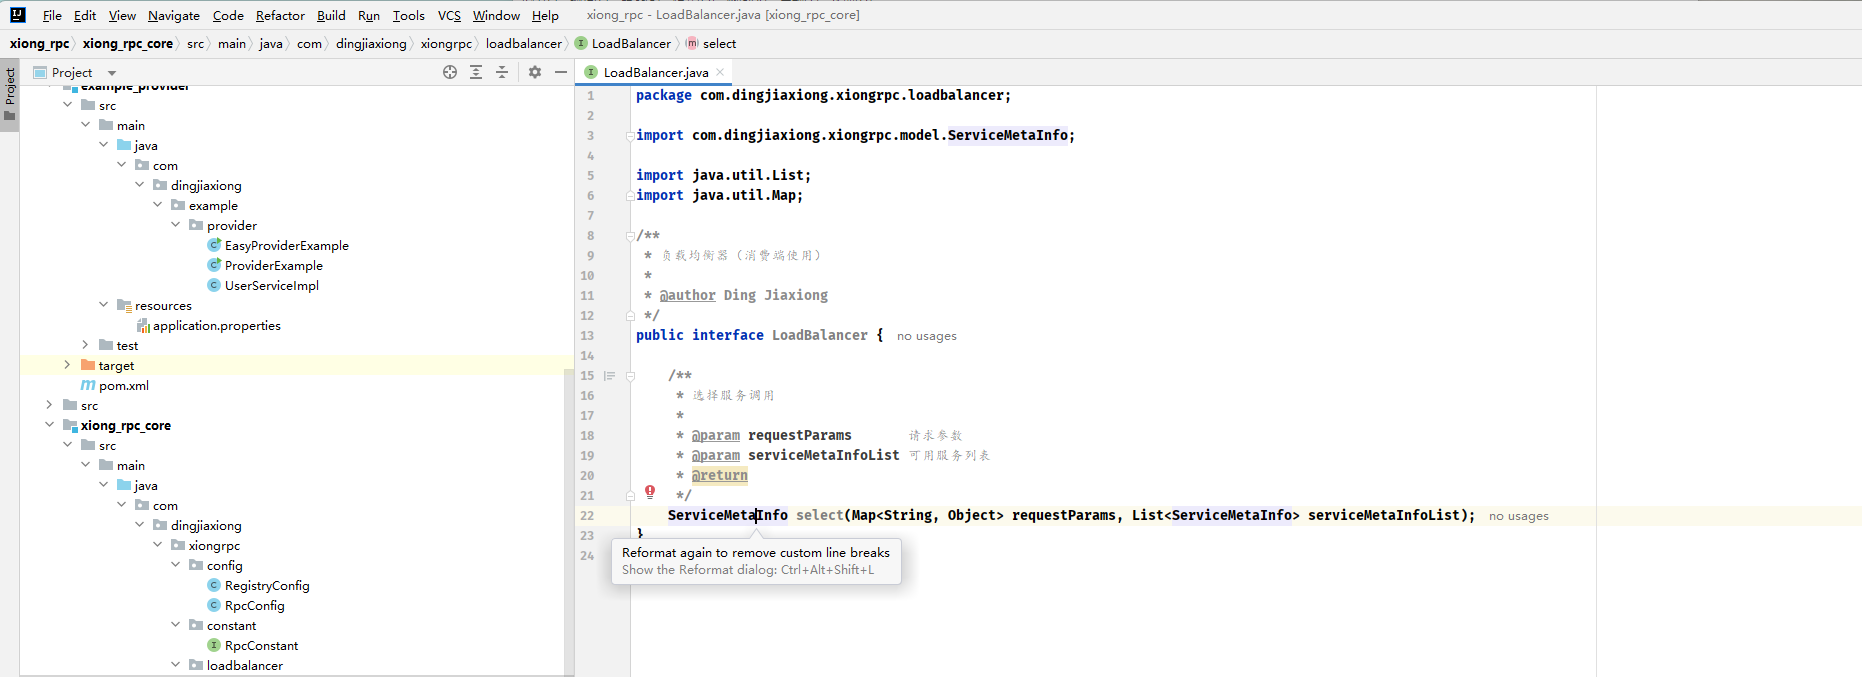 File Edit View Navigate Code Refactor Build Run Tools VCS Window Help xiong_rpc - LoadBalancer.java [xiong_rpc_core]
xiong_rpc xiong_rpc_core src main java com dingjiaxiong xiongrpc loadbalancer LoadBalancer select
Project
Project
example_provider
src
main
java
com
dingjiaxiong
example
provider
EasyProviderExample
ProviderExample
UserServiceImpl
resources
application.properties
test
target
pom.xml
src
xiong_rpc_core
src
main
java
com
dingjiaxiong
xiongrpc
config
RegistryConfig
RpcConfig
constant
RpcConstant
loadbalancer
LoadBalancer.java
1 package com.dingjiaxiong.xiongrpc.loadbalancer;
2
3 import com.dingjiaxiong.xiongrpc.model.ServiceMetaInfo;
4
5 import java.util.List;
6 import java.util.Map;
7
8 /**
9 * 负载均衡器（消费端使用）
10 *
11 * @author Ding Jiaxiong
12 */
13 public interface LoadBalancer { no usages
14
15 /**
16 * 选择服务调用
17 *
18 * @param requestParams 请求参数
19 * @param serviceMetaInfoList 可用服务列表
20 * @return
21 */
22 ServiceMetaInfo select(Map<String, Object> requestParams, List<ServiceMetaInfo> serviceMetaInfoList); no usages
23 }
24
Reformat again to remove custom line breaks
Show the Reformat dialog: Ctrl+Alt+Shift+L